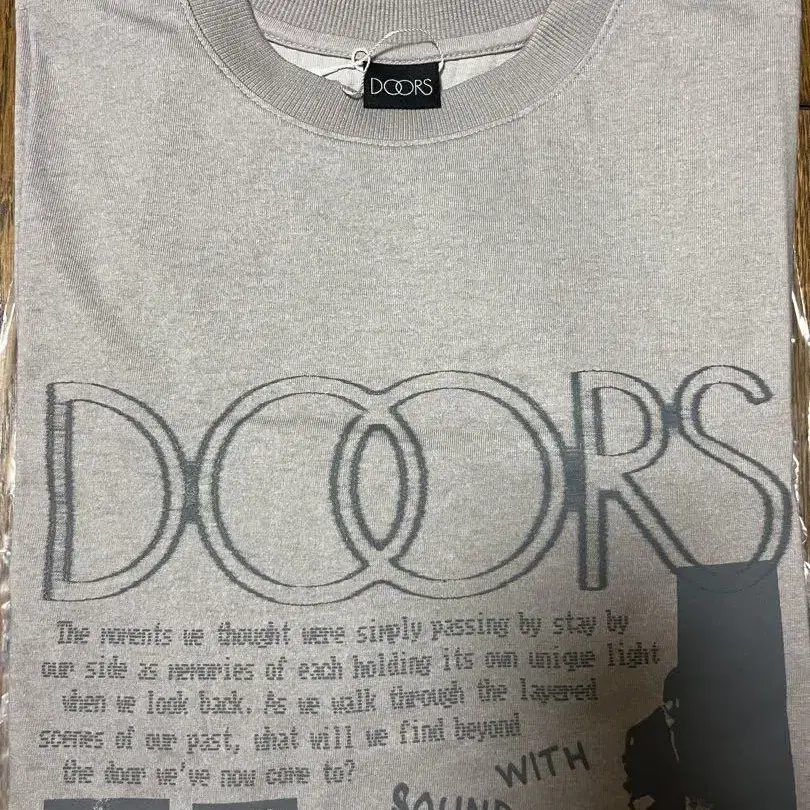 DOORS
DOORS
The moments we thought were simply passing by stay by
our side as memories of each holding its own unique light
when we look back. As we walk through the layered
scenes of our past, what will we find beyond
the door we've now come to?
WITH
SOUND